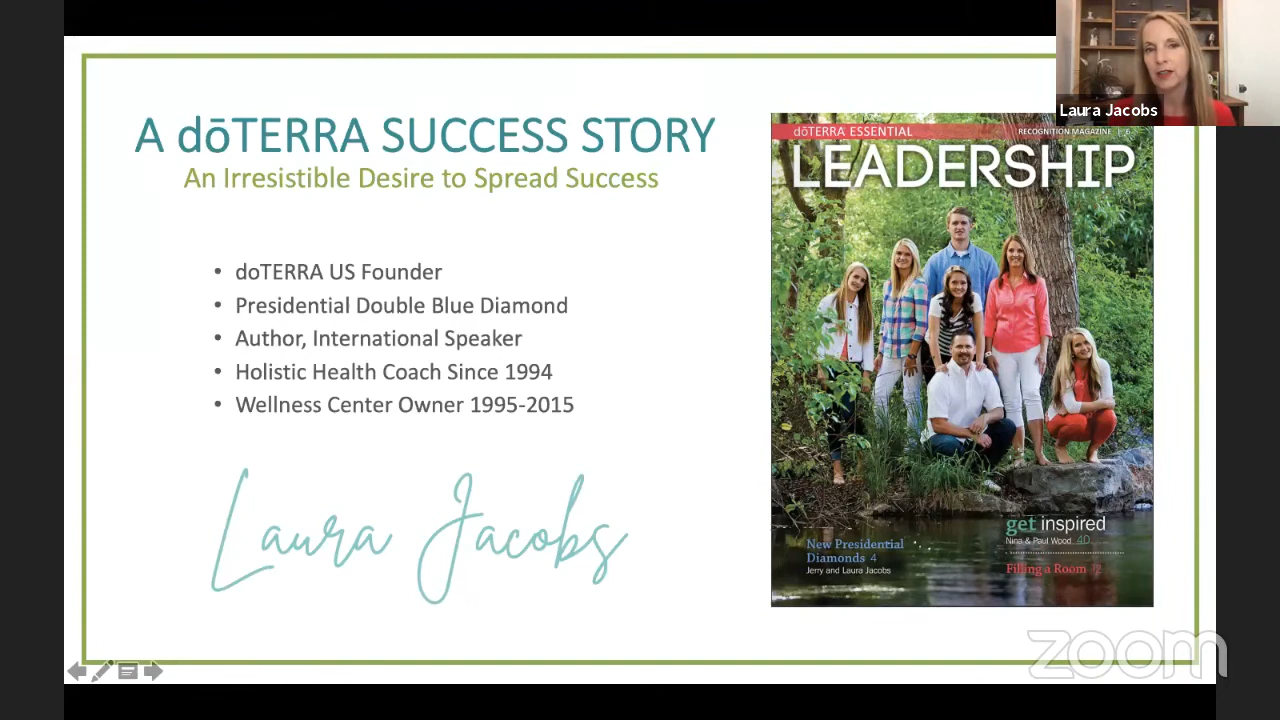 Laura Jacobs
A dōTERRA SUCCESS STORY
An Irresistible Desire to Spread Success
• doTERRA US Founder
• Presidential Double Blue Diamond
• Author, International Speaker
• Holistic Health Coach Since 1994
• Wellness Center Owner 1995-2015
Laura Jacobs
dōTERRA ESSENTIAL
RECOGNITION MAGAZINE | 6
LEADERSHIP
New Presidential
Diamonds 4
Jerry and Laura Jacobs
get inspired
Nina & Paul Wood 40
Filling a Room 12
zoom